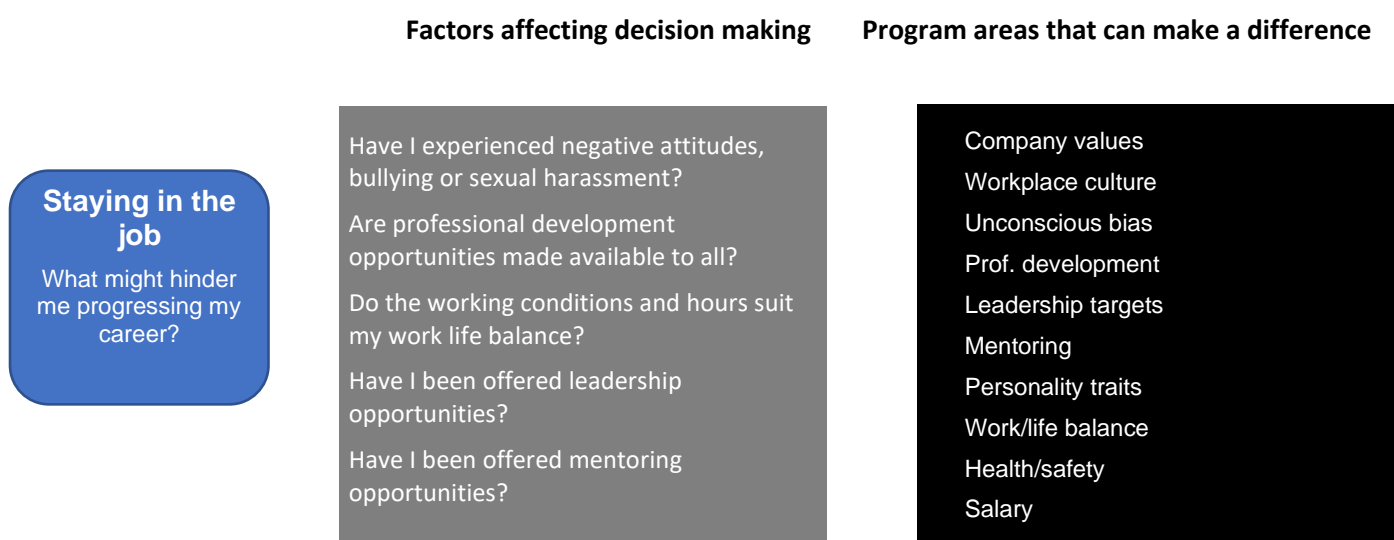 Factors affecting decision making
Program areas that can make a difference
Staying in the
job
What might hinder
me progressing my
career?
Have I experienced negative attitudes,
bullying or sexual harassment?
Are professional development
opportunities made available to all?
Do the working conditions and hours suit
my work life balance?
Have I been offered leadership
opportunities?
Have I been offered mentoring
opportunities?
Company values
Workplace culture
Unconscious bias
Prof. development
Leadership targets
Mentoring
Personality traits
Work/life balance
Health/safety
Salary